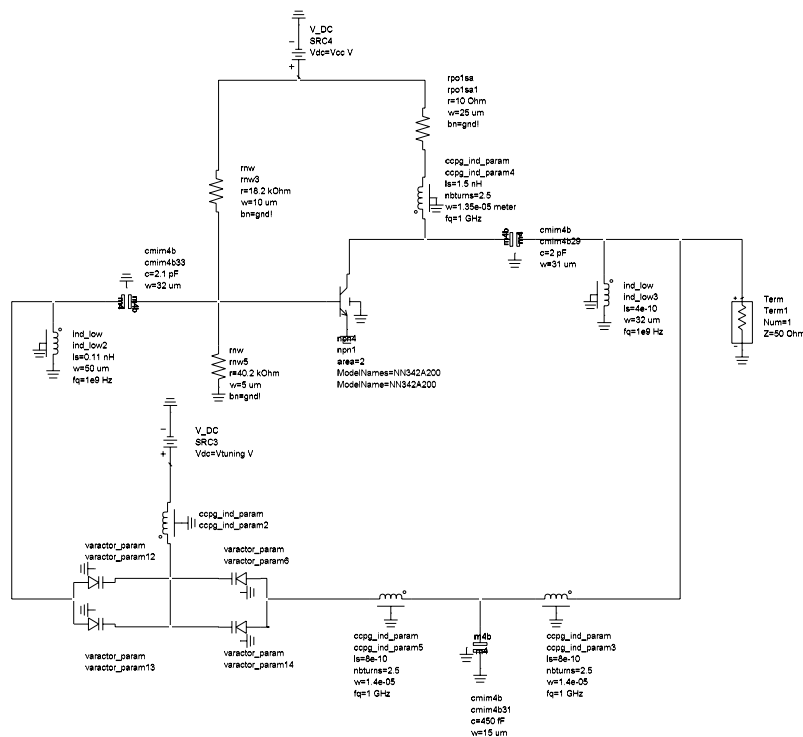 V_DC
SRC4
Vdc=Vcc V
rpo1sa
rpo1sa1
r=10 Ohm
w=25 um
bn=gnd!
ccpg_ind_param
ccpg_ind_param4
ls=1.5 nH
nbturns=2.5
w=1.35e-05 meter
fq=1 GHz
rnw
rnw3
r=18.2 kOhm
w=10 um
bn=gnd!
cmim4b
cmim4b33
c=2.1 pF
w=32 um
m4b
m4
cmim4b
cmim4b29
c=2 pF
w=31 um
ind_low
ind_low3
ls=4e-10
w=32 um
fq=1e9 Hz
Term
Term1
Num=1
Z=50 Ohm
ind_low
ind_low2
ls=0.11 nH
w=50 um
fq=1e9 Hz
rnw
rnw5
r=40.2 kOhm
w=5 um
bn=gnd!
npn4
npn1
area=2
ModelNames=NN342A200
ModelName=NN342A200
V_DC
SRC3
Vdc=Vtuning V
ccpg_ind_param
ccpg_ind_param2
varactor_param
varactor_param12
varactor_param
varactor_param6
varactor_param
varactor_param13
varactor_param
varactor_param14
ccpg_ind_param
ccpg_ind_param5
ls=8e-10
nbturns=2.5
w=1.4e-05
fq=1 GHz
m4b
m4
cmim4b
cmim4b31
c=450 fF
w=15 um
ccpg_ind_param
ccpg_ind_param3
ls=8e-10
nbturns=2.5
w=1.4e-05
fq=1 GHz